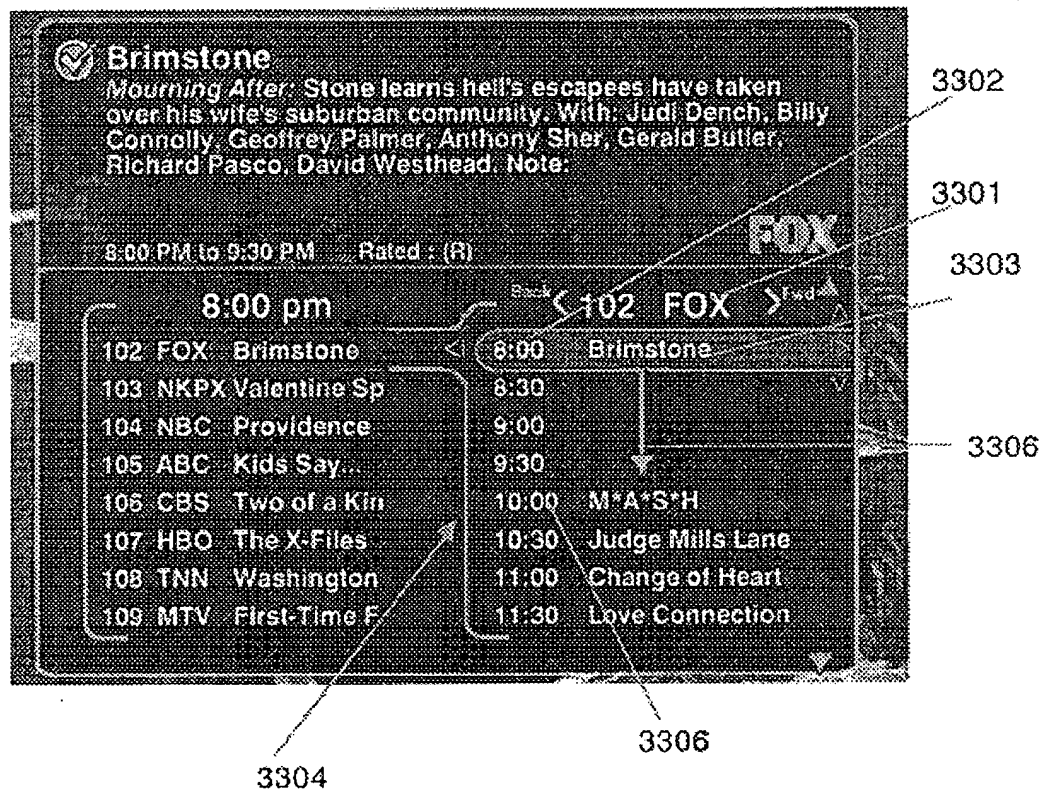 Brimstone
Mourning After: Stone learns hell's escapees have taken
over his wife's suburban community. With: Judi Dench, Billy
Connolly, Geoffrey Palmer, Anthony Sher, Gerald Butler,
Richard Pasco, David Westhead. Note:
FOX
8:00 PM to 9:30 PM Rated : (R)
8:00 pm
Back < 102 FOX > Fwd
102 FOX Brimstone
103 NKPX Valentine Sp
104 NBC Providence
105 ABC Kids Say...
106 CBS Two of a Kin
107 HBO The X-Files
108 TNN Washington
109 MTV First-Time F
8:00 Brimstone
8:30
9:00
9:30
10:00 M*A*S*H
10:30 Judge Mills Lane
11:00 Change of Heart
11:30 Love Connection
3302
3301
3303
3306
3306
3304